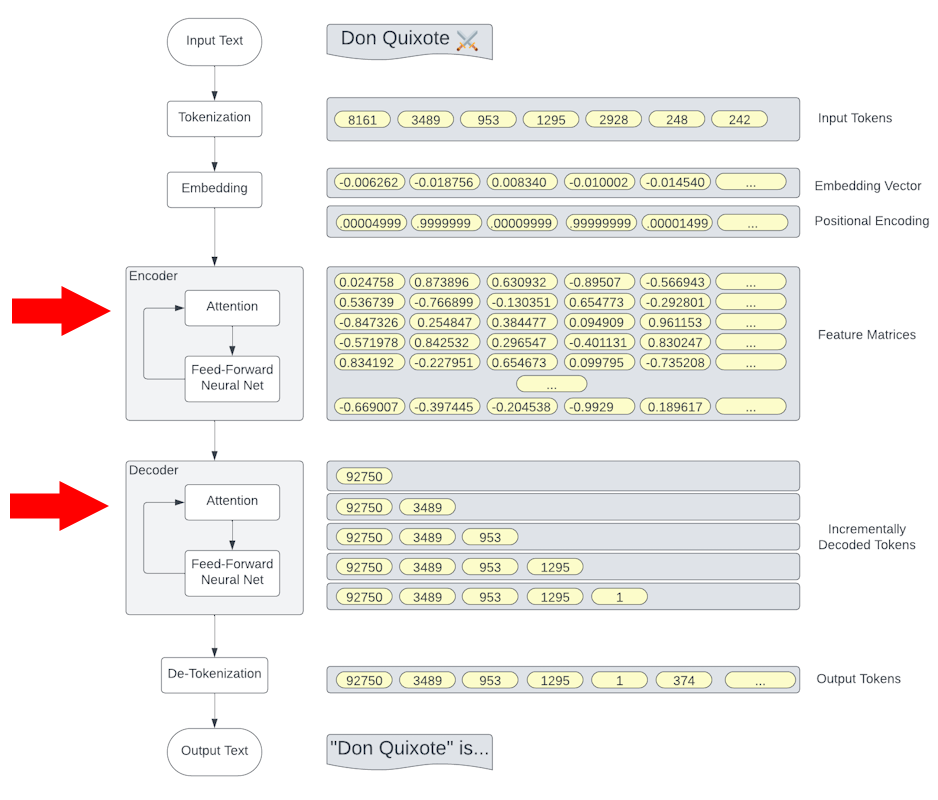 Input Text
Don Quixote ⚔️
Tokenization
8161 3489 953 1295 2928 248 242
Input Tokens
Embedding
-0.006262 -0.018756 0.008340 -0.010002 -0.014540 ...
Embedding Vector
.00004999 .9999999 .00009999 .99999999 .00001499 ...
Positional Encoding
Encoder
Attention
Feed-Forward
Neural Net
0.024758 0.873896 0.630932 -0.89507 -0.566943 ...
0.536739 -0.766899 -0.130351 0.654773 -0.292801 ...
-0.847326 0.254847 0.384477 0.094909 0.961153 ...
-0.571978 0.842532 0.296547 -0.401131 0.830247 ...
0.834192 -0.227951 0.654673 0.099795 -0.735208 ...
...
-0.669007 -0.397445 -0.204538 -0.9929 0.189617 ...
Feature Matrices
Decoder
Attention
Feed-Forward
Neural Net
92750
92750 3489
92750 3489 953
92750 3489 953 1295
92750 3489 953 1295 1
Incrementally
Decoded Tokens
De-Tokenization
92750 3489 953 1295 1 374 ...
Output Tokens
Output Text
"Don Quixote" is...